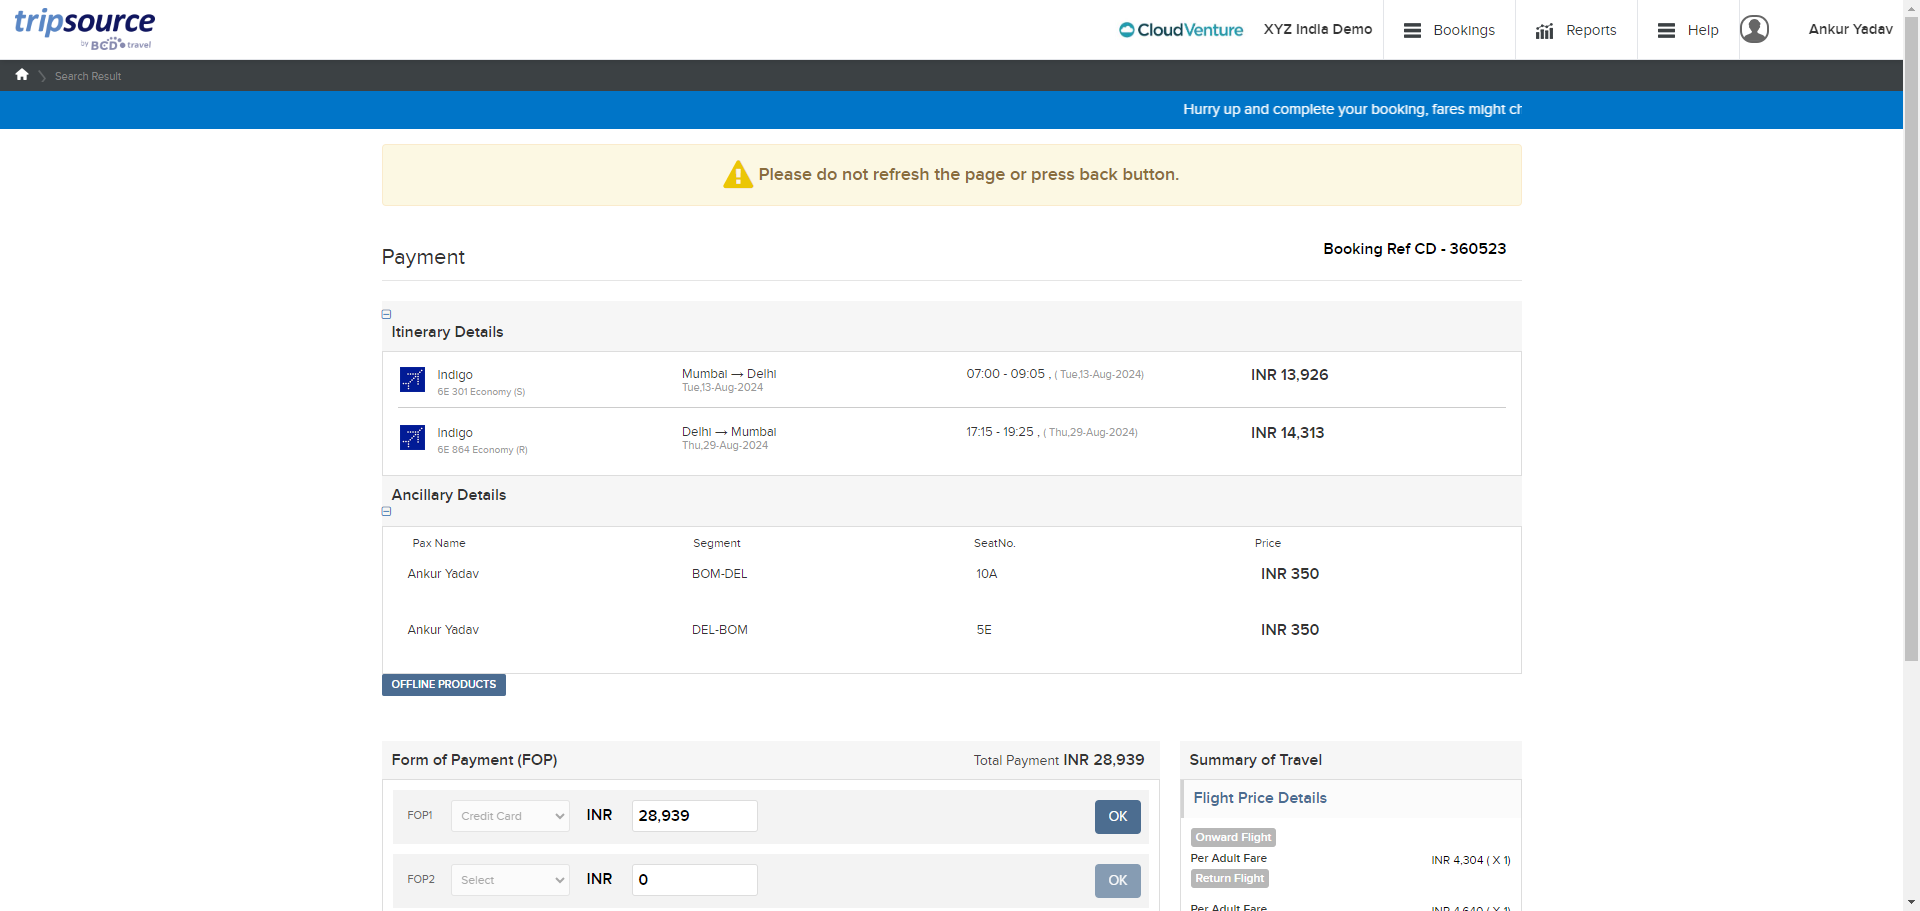 tripsource
by BCD travel
CloudVenture
XYZ India Demo
Bookings
Reports
Help
Ankur Yadav
Search Result
Hurry up and complete your booking, fares might ch
Please do not refresh the page or press back button.
Payment
Booking Ref CD - 360523
Itinerary Details
Indigo
6E 301 Economy (S)
Mumbai → Delhi
Tue,13-Aug-2024
07:00 - 09:05 , ( Tue,13-Aug-2024)
INR 13,926
Indigo
6E 864 Economy (R)
Delhi → Mumbai
Thu,29-Aug-2024
17:15 - 19:25 , ( Thu,29-Aug-2024)
INR 14,313
Ancillary Details
Pax Name Segment SeatNo. Price
Ankur Yadav BOM-DEL 10A INR 350
Ankur Yadav DEL-BOM 5E INR 350
OFFLINE PRODUCTS
Form of Payment (FOP)
Total Payment INR 28,939
FOP1 Credit Card INR 28,939 OK
FOP2 Select INR 0 OK
Summary of Travel
Flight Price Details
Onward Flight
Per Adult Fare INR 4,304 ( X 1)
Return Flight
Per Adult Fare INR 4,640 ( X 1)